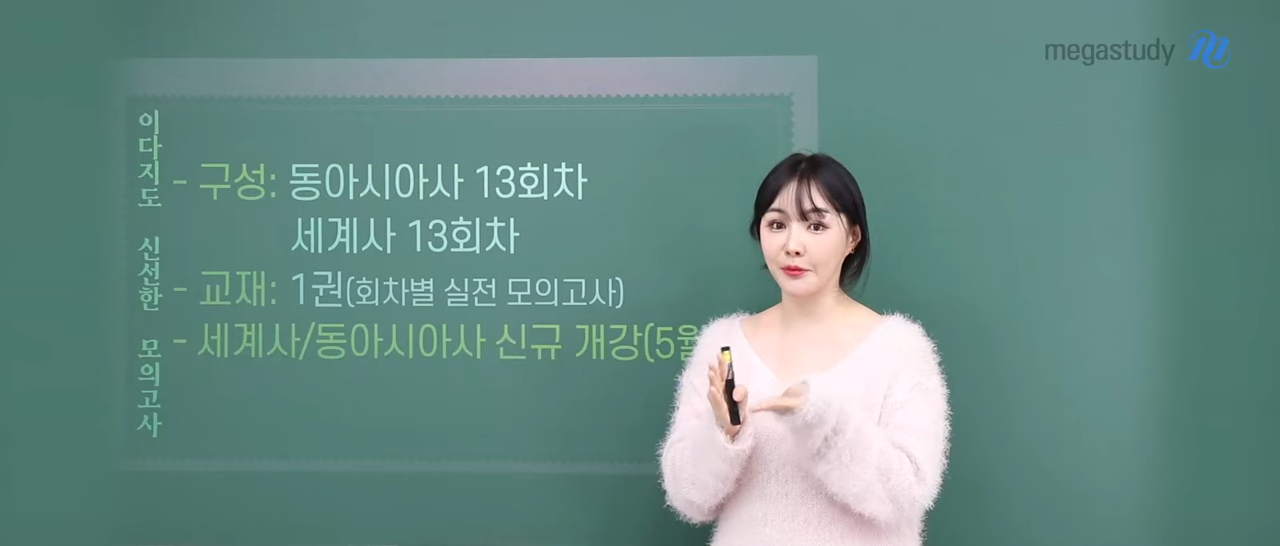 megastudy
이다지도 신선한 모의고사
- 구성: 동아시아사 13회차
세계사 13회차
- 교재: 1권(회차별 실전 모의고사)
- 세계사/동아시아사 신규 개강(5월